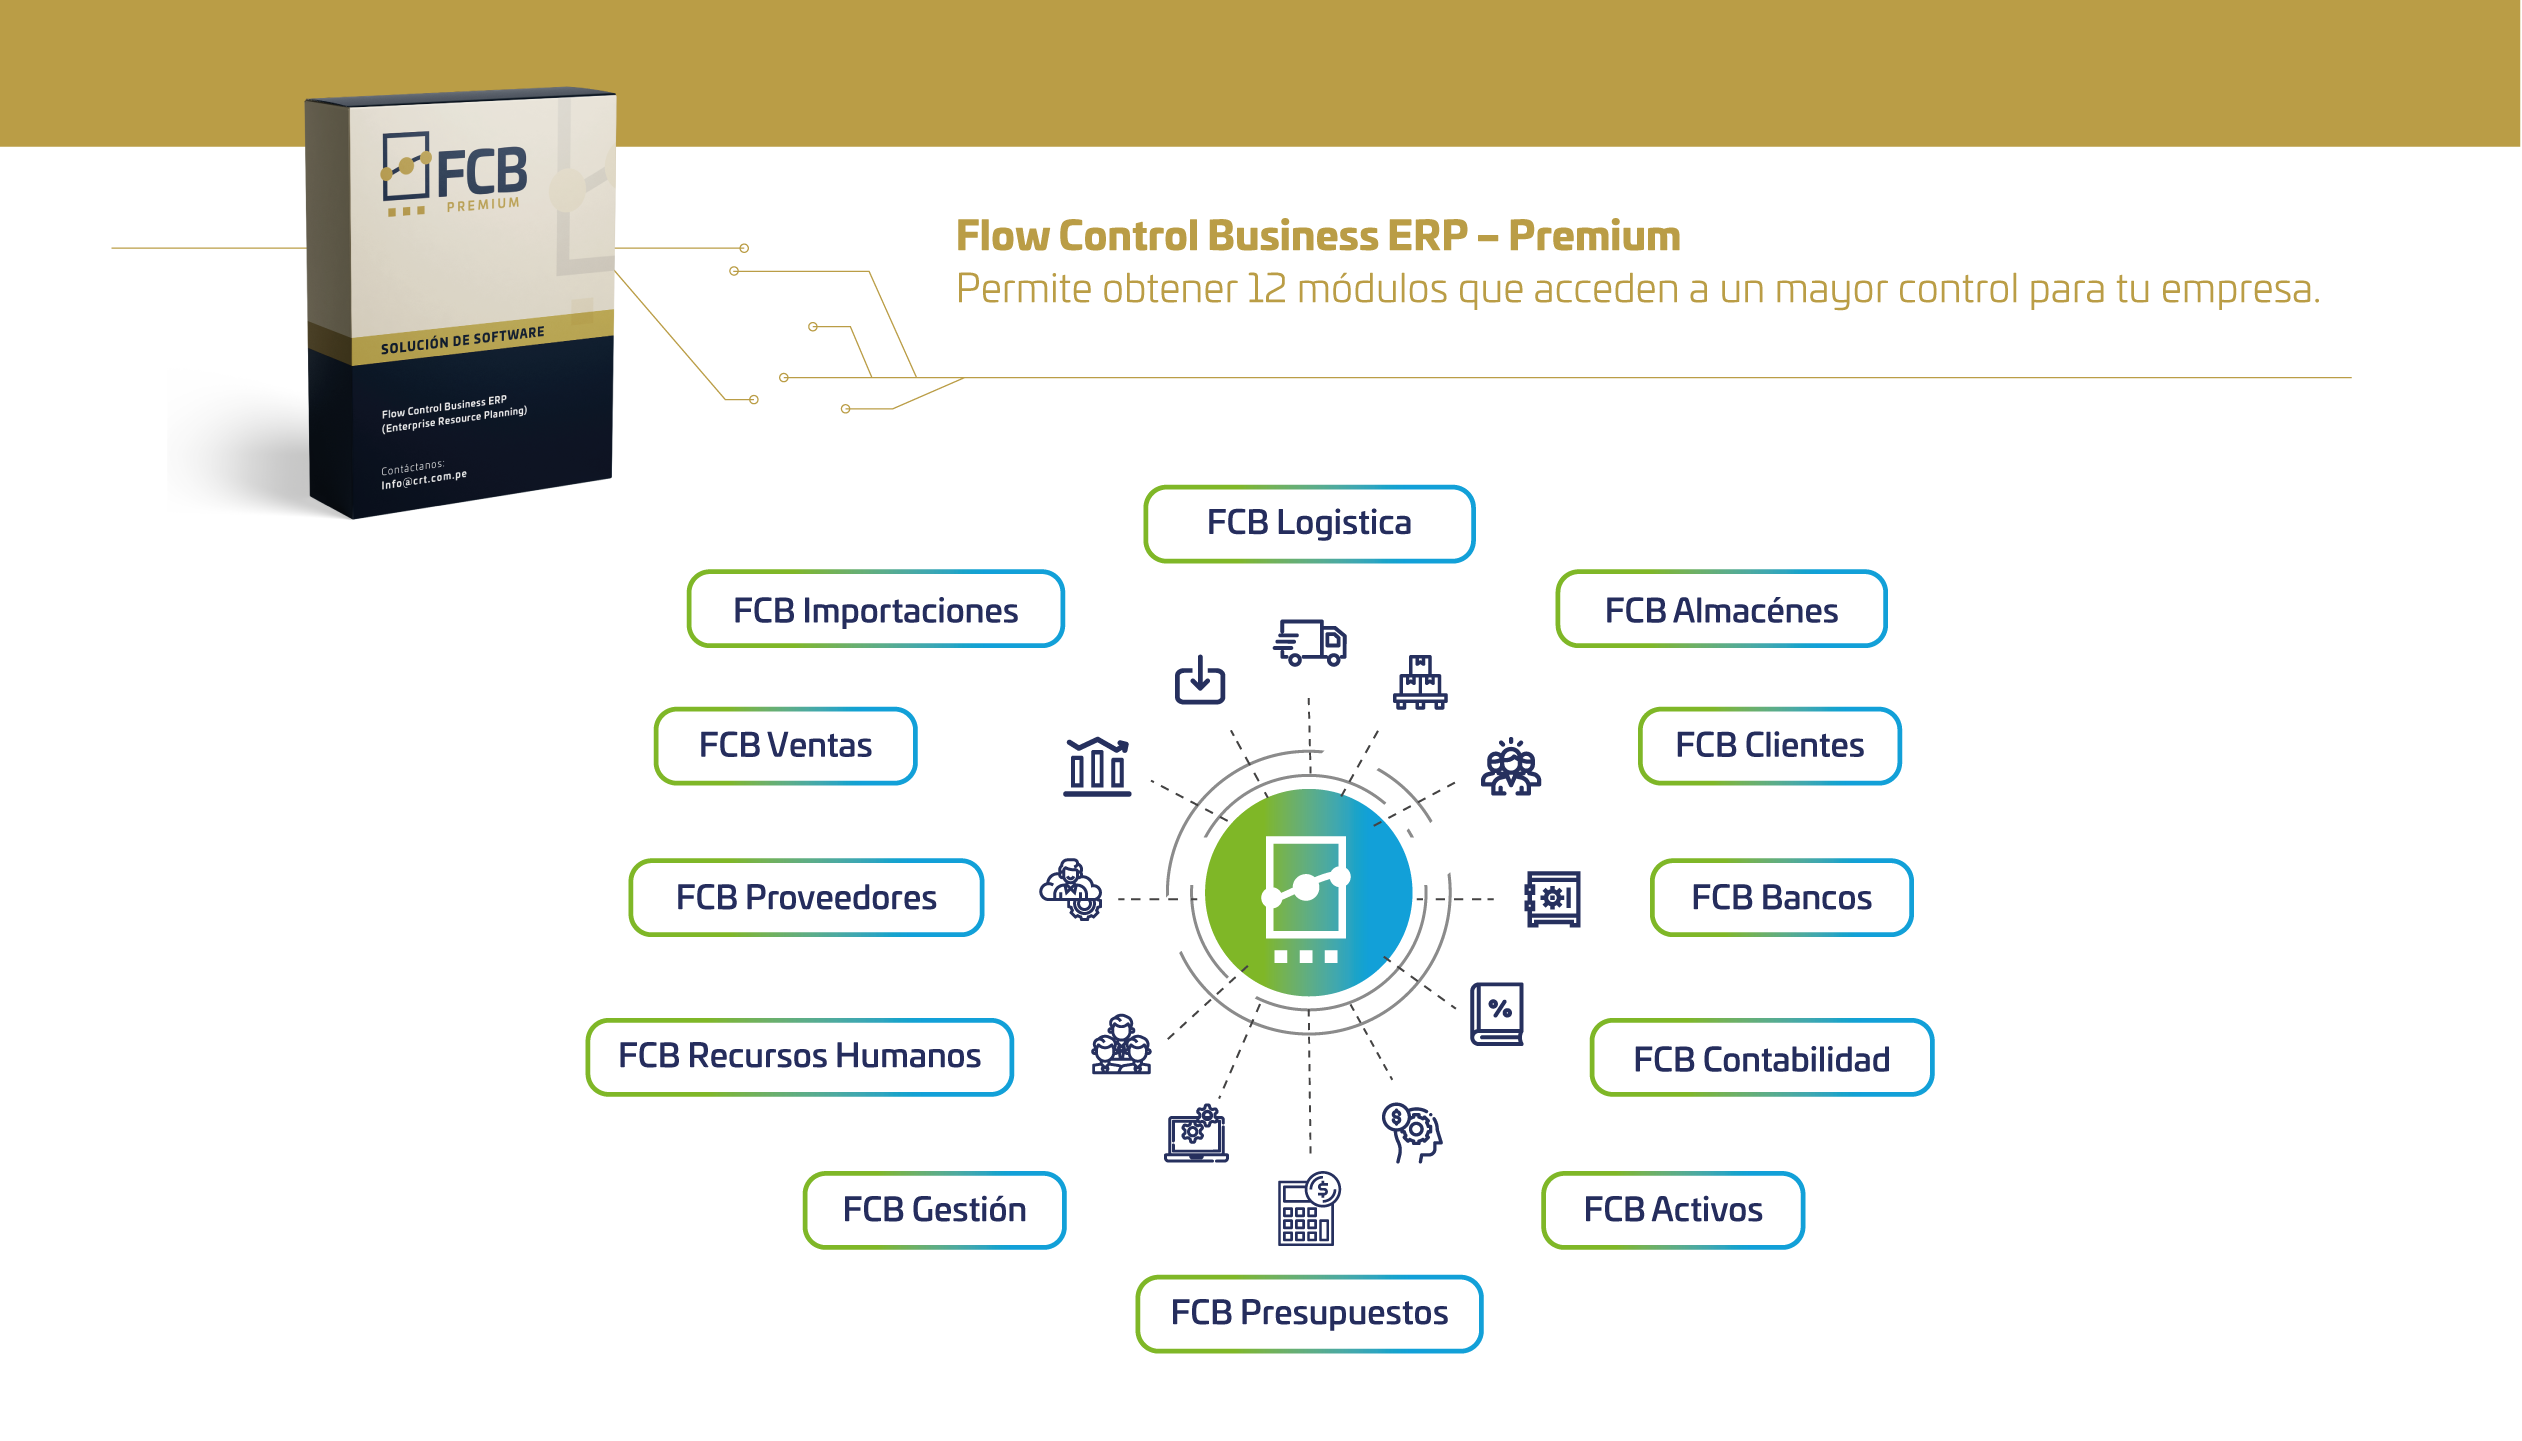 FCB
PREMIUM
SOLUCIÓN DE SOFTWARE
Flow Control Business ERP
(Enterprise Resource Planning)
Contáctanos:
Info@crt.com.pe
Flow Control Business ERP – Premium
Permite obtener 12 módulos que acceden a un mayor control para tu empresa.
FCB Logistica
FCB Importaciones
FCB Almacénes
FCB Ventas
FCB Clientes
FCB Proveedores
FCB Bancos
FCB Recursos Humanos
FCB Contabilidad
FCB Gestión
FCB Activos
FCB Presupuestos